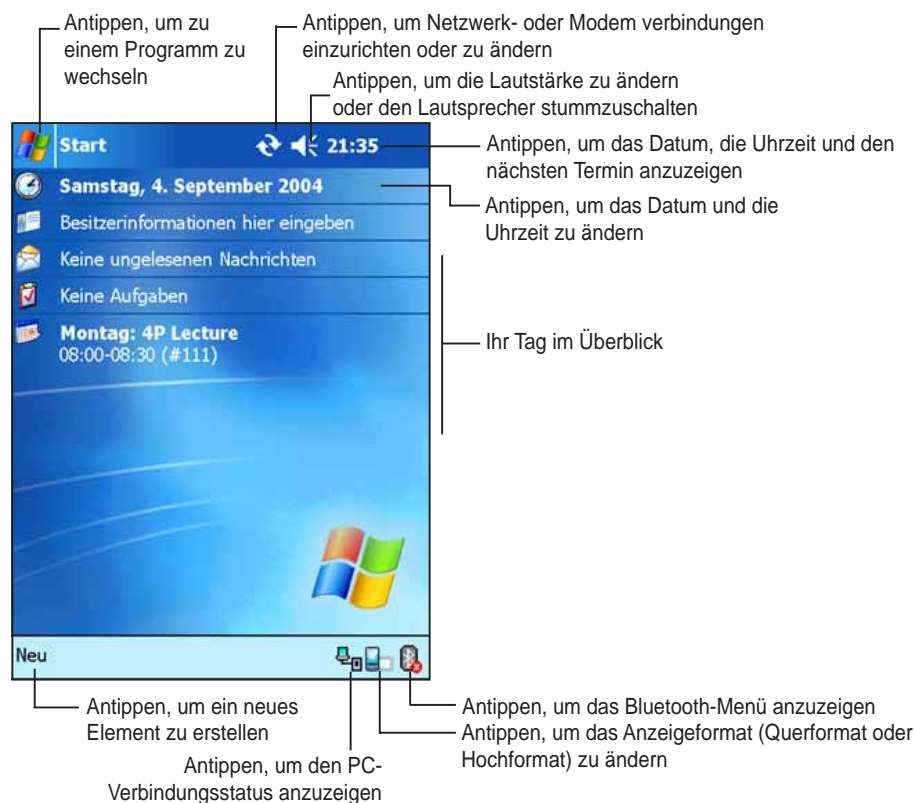 Antippen, um zu
einem Programm zu
wechseln
Antippen, um Netzwerk- oder Modem verbindungen
einzurichten oder zu ändern
Antippen, um die Lautstärke zu ändern
oder den Lautsprecher stummzuschalten
Start 21:35
Antippen, um das Datum, die Uhrzeit und den
nächsten Termin anzuzeigen
Samstag, 4. September 2004
Antippen, um das Datum und die
Uhrzeit zu ändern
Besitzerinformationen hier eingeben
Keine ungelesenen Nachrichten
Keine Aufgaben
Montag: 4P Lecture
08:00-08:30 (#111)
Ihr Tag im Überblick
Neu
Antippen, um ein neues
Element zu erstellen
Antippen, um den PC-
Verbindungsstatus anzuzeigen
Antippen, um das Bluetooth-Menü anzuzeigen
Antippen, um das Anzeigeformat (Querformat oder
Hochformat) zu ändern